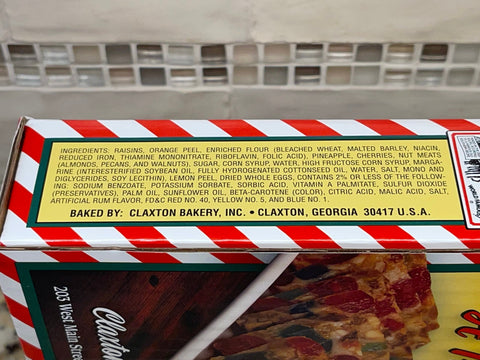 INGREDIENTS: RAISINS, ORANGE PEEL, ENRICHED FLOUR (BLEACHED WHEAT, MALTED BARLEY, NIACIN,
REDUCED IRON, THIAMINE MONONITRATE, RIBOFLAVIN, FOLIC ACID), PINEAPPLE, CHERRIES, NUT MEATS
(ALMONDS, PECANS, AND WALNUTS), SUGAR, CORN SYRUP, WATER, HIGH FRUCTOSE CORN SYRUP, MARGA-
RINE (INTERESTERIFIED SOYBEAN OIL, FULLY HYDROGENATED COTTONSEED OIL, WATER, SALT, MONO AND
DIGLYCERIDES, SOY LECITHIN), LEMON PEEL, DRIED WHOLE EGGS, CONTAINS 2% OR LESS OF THE FOLLOW-
ING: SODIUM BENZOATE, POTASSIUM SORBATE, SORBIC ACID, VITAMIN A PALMITATE, SULFUR DIOXIDE
(PRESERVATIVES), PALM OIL, SUNFLOWER OIL, BETA-CAROTENE (COLOR), CITRIC ACID, MALIC ACID, SALT,
ARTIFICIAL RUM FLAVOR, FD&C RED NO. 40, YELLOW NO. 5, AND BLUE NO. 1.
BAKED BY: CLAXTON BAKERY, INC. • CLAXTON, GEORGIA 30417 U.S.A.
Claxton
203 West Main Street